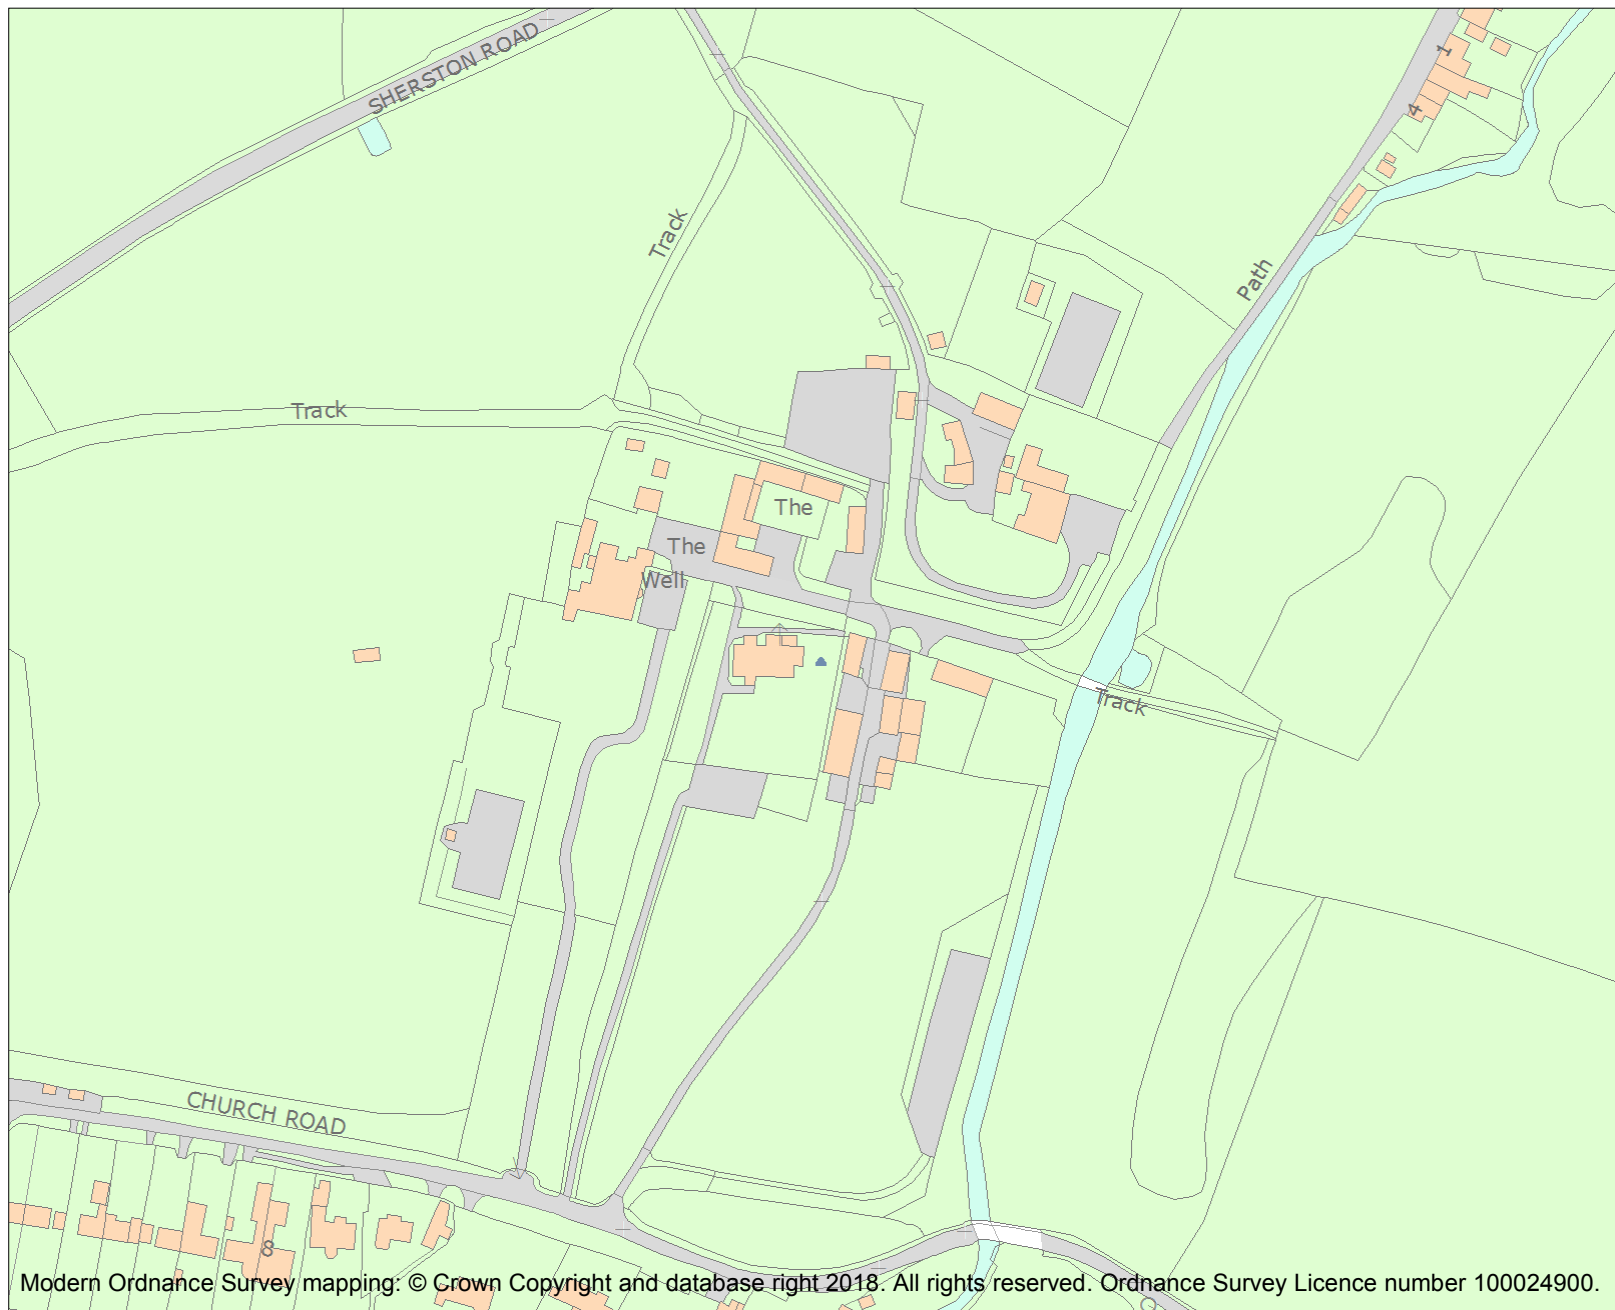 SHERSTON ROAD
1
4
Track
Path
Track
The
The
Well
Track
CHURCH ROAD
8
Modern Ordnance Survey mapping: © Crown Copyright and database right 2018. All rights reserved. Ordnance Survey Licence number 100024900.